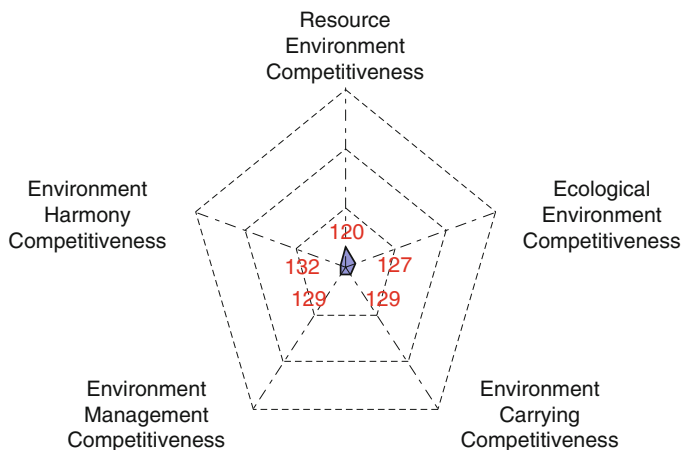 Resource
Environment
Competitiveness
Environment
Harmony
Competitiveness
Ecological
Environment
Competitiveness
120
132
127
129
129
Environment
Management
Competitiveness
Environment
Carrying
Competitiveness